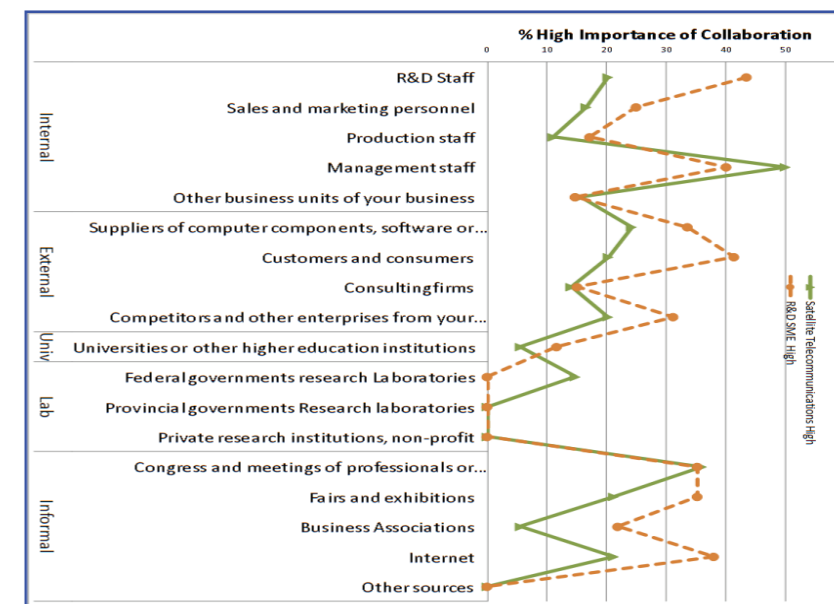 % High Importance of Collaboration
0 10 20 30 40 50
Internal
R&D Staff
Sales and marketing personnel
Production staff
Management staff
Other business units of your business
External
Suppliers of computer components, software or...
Customers and consumers
Consulting firms
Competitors and other enterprises from your...
Univ
Universities or other higher education institutions
Lab
Federal governments research Laboratories
Provincial governments Research laboratories
Private research institutions, non-profit
Informal
Congress and meetings of professionals or...
Fairs and exhibitions
Business Associations
Internet
Other sources
Satellite Telecommunications High
R&D SME High